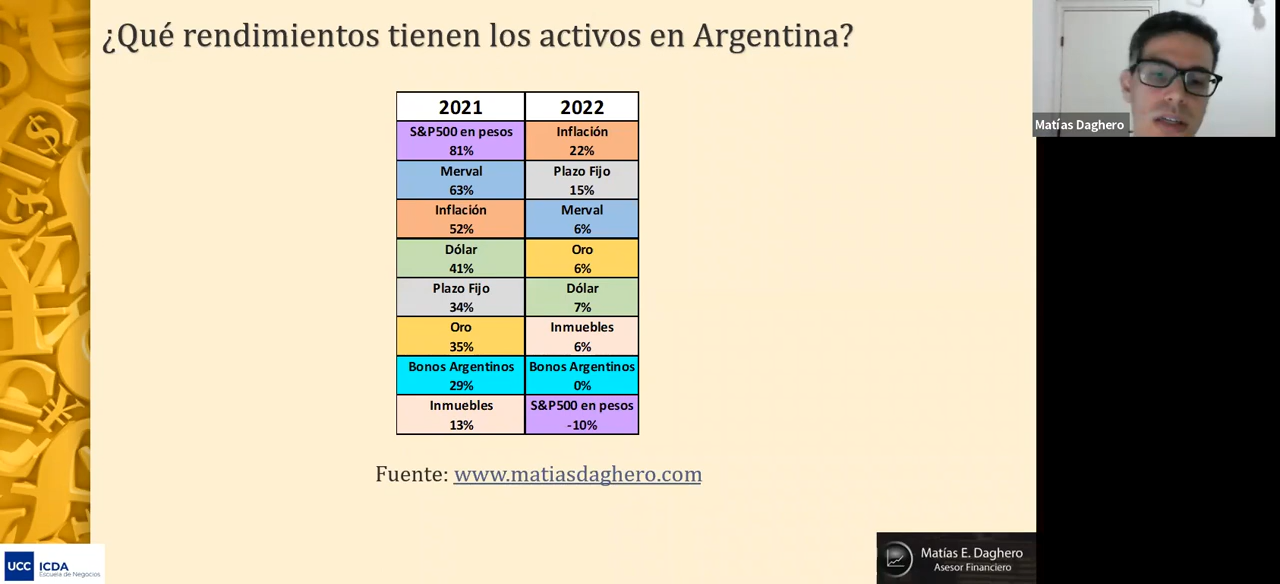 ¿Qué rendimientos tienen los activos en Argentina?
Matías Daghero
2021 2022
S&P500 en pesos Inflación
81% 22%
Merval Plazo Fijo
63% 15%
Inflación Merval
52% 6%
Dólar Oro
41% 6%
Plazo Fijo Dólar
34% 7%
Oro Inmuebles
35% 6%
Bonos Argentinos Bonos Argentinos
29% 0%
Inmuebles S&P500 en pesos
13% -10%
Fuente: www.matiasdaghero.com
UCC ICDA
Escuela de Negocios
Matías E. Daghero
Asesor Financiero